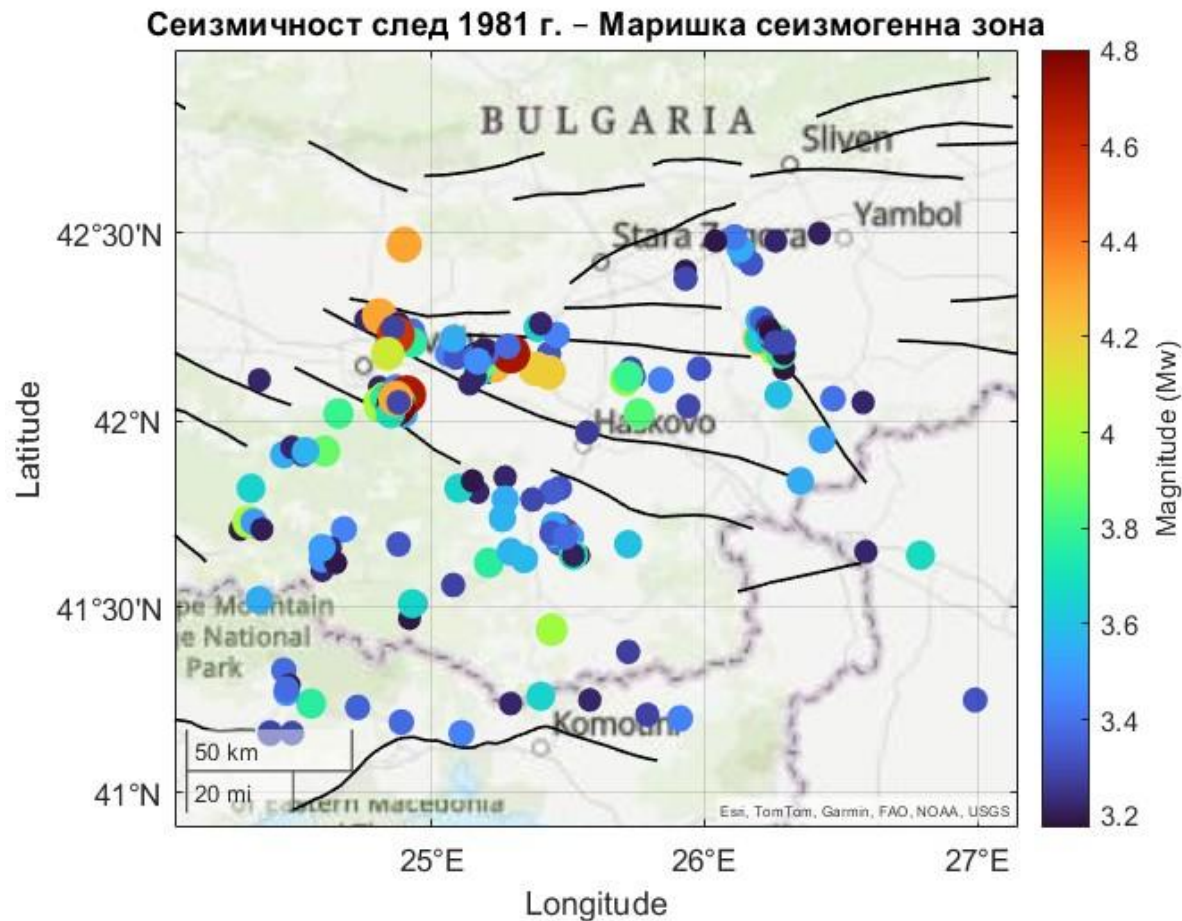 Сеизмичност след 1981 г. – Маришка сеизмогенна зона
4.8
4.6
4.4
4.2
4
3.8
3.6
3.4
3.2
Magnitude (Mw)
BULGARIA
Sliven
Yambol
Stara Zagora
Haskovo
Komotini
pe Mountain
e National
Park
of Eastern Macedonia
50 km
20 mi
Esri, TomTom, Garmin, FAO, NOAA, USGS
42°30'N
42°N
41°30'N
41°N
Latitude
25°E
26°E
27°E
Longitude